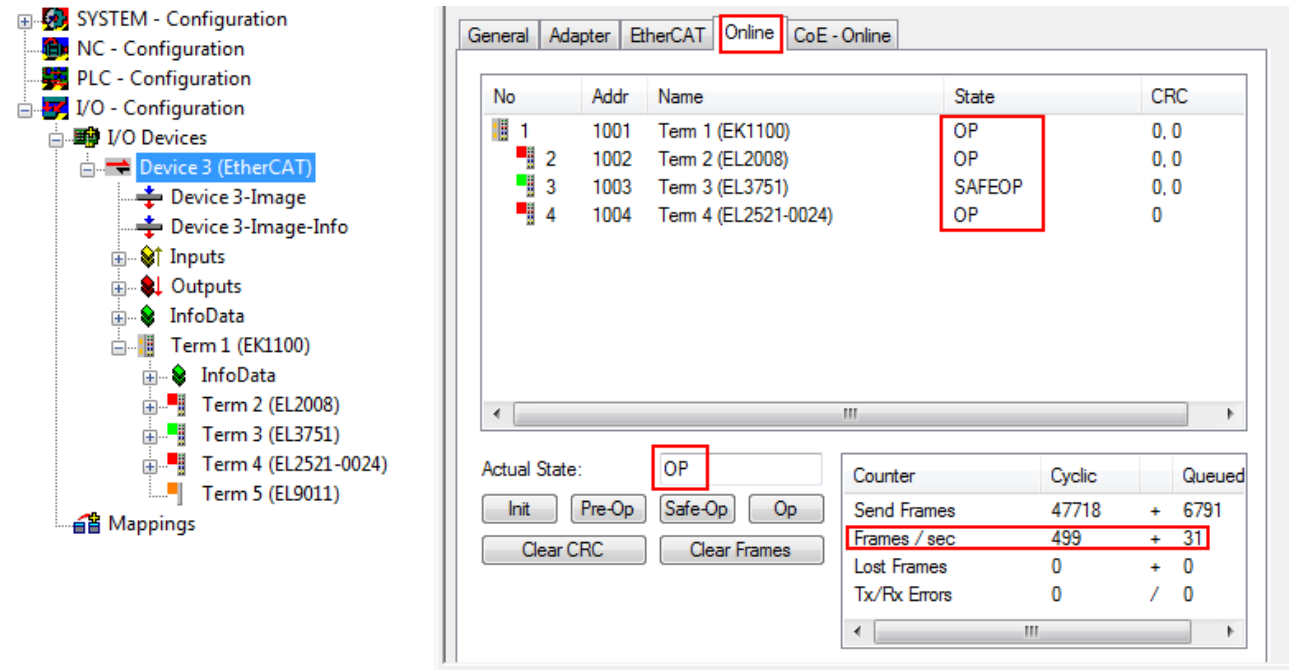 SYSTEM - Configuration
NC - Configuration
PLC - Configuration
I/O - Configuration
I/O Devices
Device 3 (EtherCAT)
Device 3-Image
Device 3-Image-Info
Inputs
Outputs
InfoData
Term 1 (EK1100)
InfoData
Term 2 (EL2008)
Term 3 (EL3751)
Term 4 (EL2521-0024)
Term 5 (EL9011)
Mappings
General Adapter EtherCAT Online CoE - Online
No Addr Name State CRC
1 1001 Term 1 (EK1100) OP 0, 0
2 1002 Term 2 (EL2008) OP 0, 0
3 1003 Term 3 (EL3751) SAFEOP 0, 0
4 1004 Term 4 (EL2521-0024) OP 0
Actual State: OP
Init Pre-Op Safe-Op Op
Clear CRC Clear Frames
Counter Cyclic Queued
Send Frames 47718 + 6791
Frames / sec 499 + 31
Lost Frames 0 + 0
Tx/Rx Errors 0 / 0